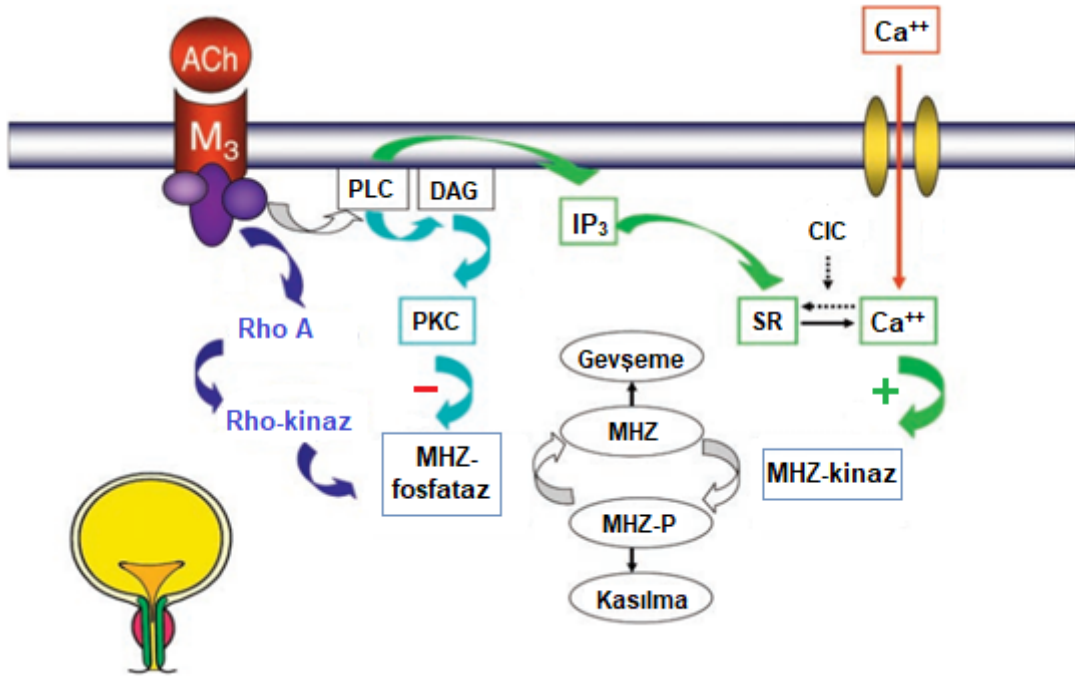 ACh
Ca⁺⁺
M₃
PLC
DAG
IP₃
CIC
Rho A
PKC
SR
Ca⁺⁺
Gevşeme
−
+
Rho-kinaz
MHZ
MHZ-
fosfataz
MHZ-kinaz
MHZ-P
Kasılma